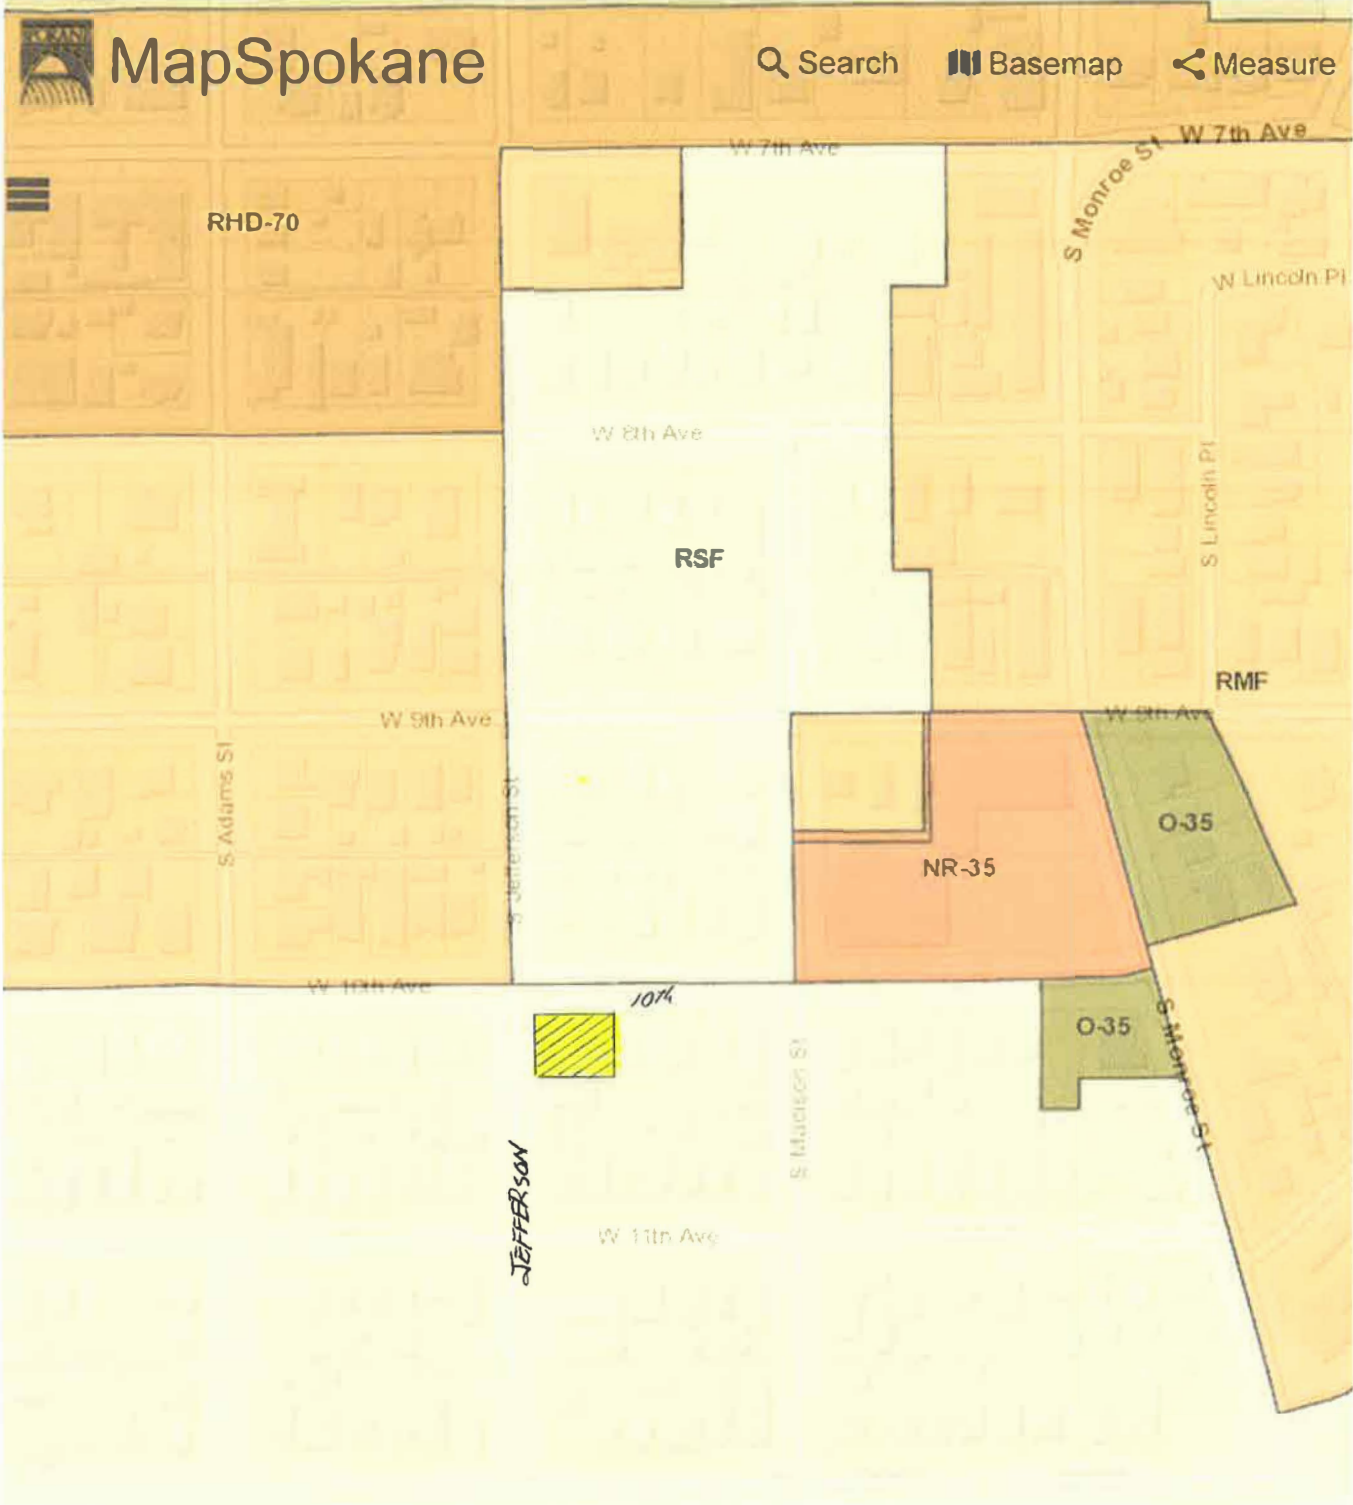 SPOKANE
MapSpokane
Search
Basemap
Measure
W 7th Ave
W 7th Ave
S Monroe St
RHD-70
W Lincoln Pl
W 8th Ave
S Lincoln Pl
RSF
RMF
W 9th Ave
W 9th Ave
S Adams St
S Jefferson St
O-35
NR-35
W 10th Ave
10TH
O-35
S Monroe St
S Madison St
JEFFERSON
W 11th Ave